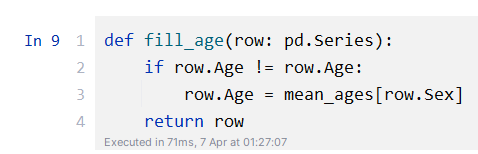 In 9 1 def fill_age(row: pd.Series):
2     if row.Age != row.Age:
3         row.Age = mean_ages[row.Sex]
4     return row
Executed in 71ms, 7 Apr at 01:27:07